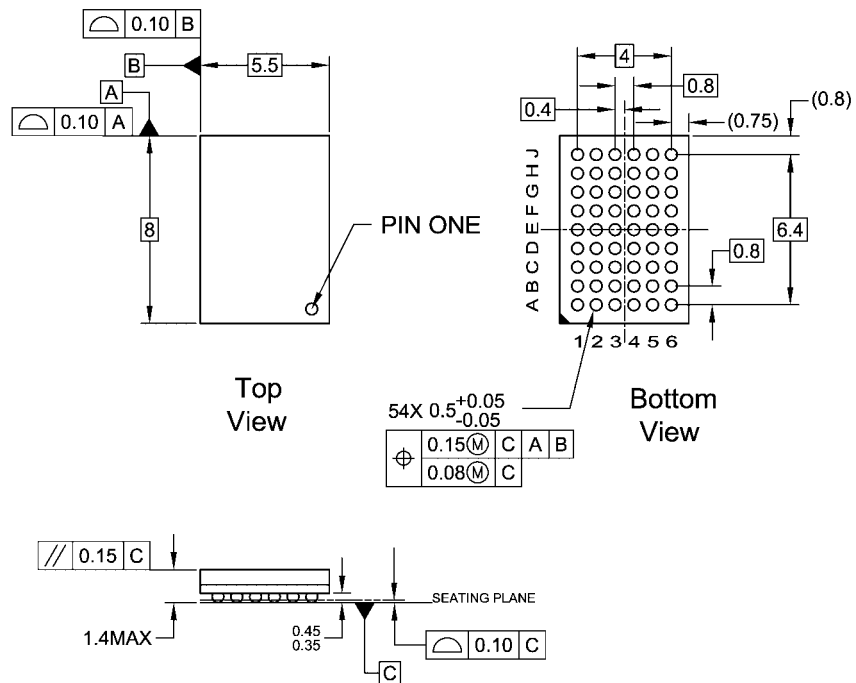 ⌓ 0.10 B
B
5.5
A
⌓ 0.10 A
8
PIN ONE
Top
View
4
0.8
0.4
(0.75)
(0.8)
J
H
G
F
E
D
C
B
A
6.4
0.8
1 2 3 4 5 6
Bottom
View
54X 0.5 +0.05
-0.05
⌖ 0.15Ⓜ C A B
0.08Ⓜ C
// 0.15 C
1.4MAX
0.45
0.35
SEATING PLANE
⌓ 0.10 C
C